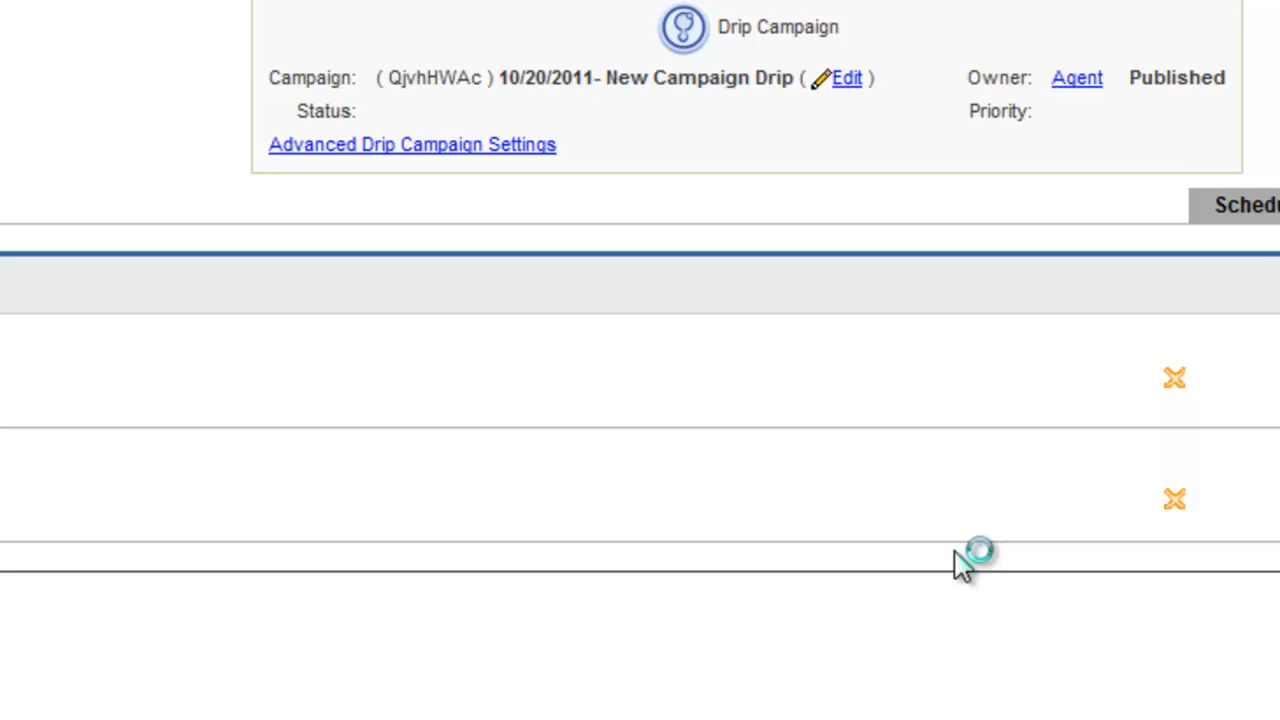 Drip Campaign
Campaign: ( QjvhHWAc ) 10/20/2011- New Campaign Drip ( Edit ) Owner: Agent Published
Status: Priority:
Advanced Drip Campaign Settings
Schedu